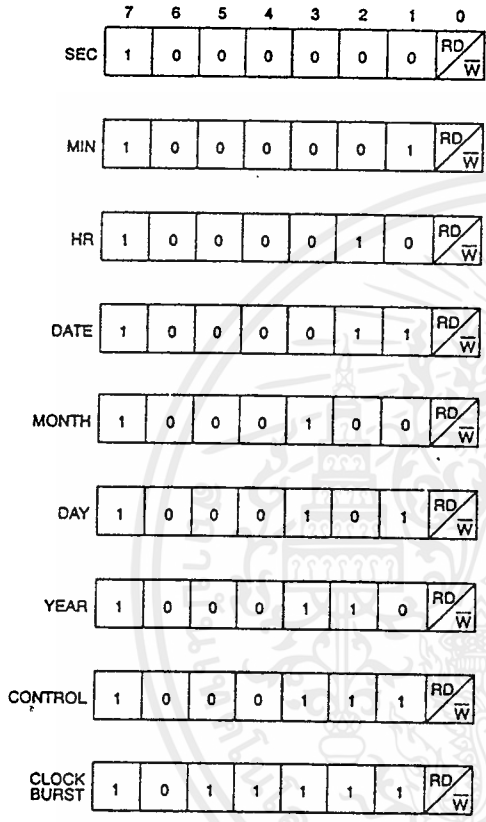 7 6 5 4 3 2 1 0
SEC 1 0 0 0 0 0 0 RD/W̅
MIN 1 0 0 0 0 0 1 RD/W̅
HR 1 0 0 0 0 1 0 RD/W̅
DATE 1 0 0 0 0 1 1 RD/W̅
MONTH 1 0 0 0 1 0 0 RD/W̅
DAY 1 0 0 0 1 0 1 RD/W̅
YEAR 1 0 0 0 1 1 0 RD/W̅
CONTROL 1 0 0 0 1 1 1 RD/W̅
CLOCK
BURST 1 0 1 1 1 1 1 RD/W̅